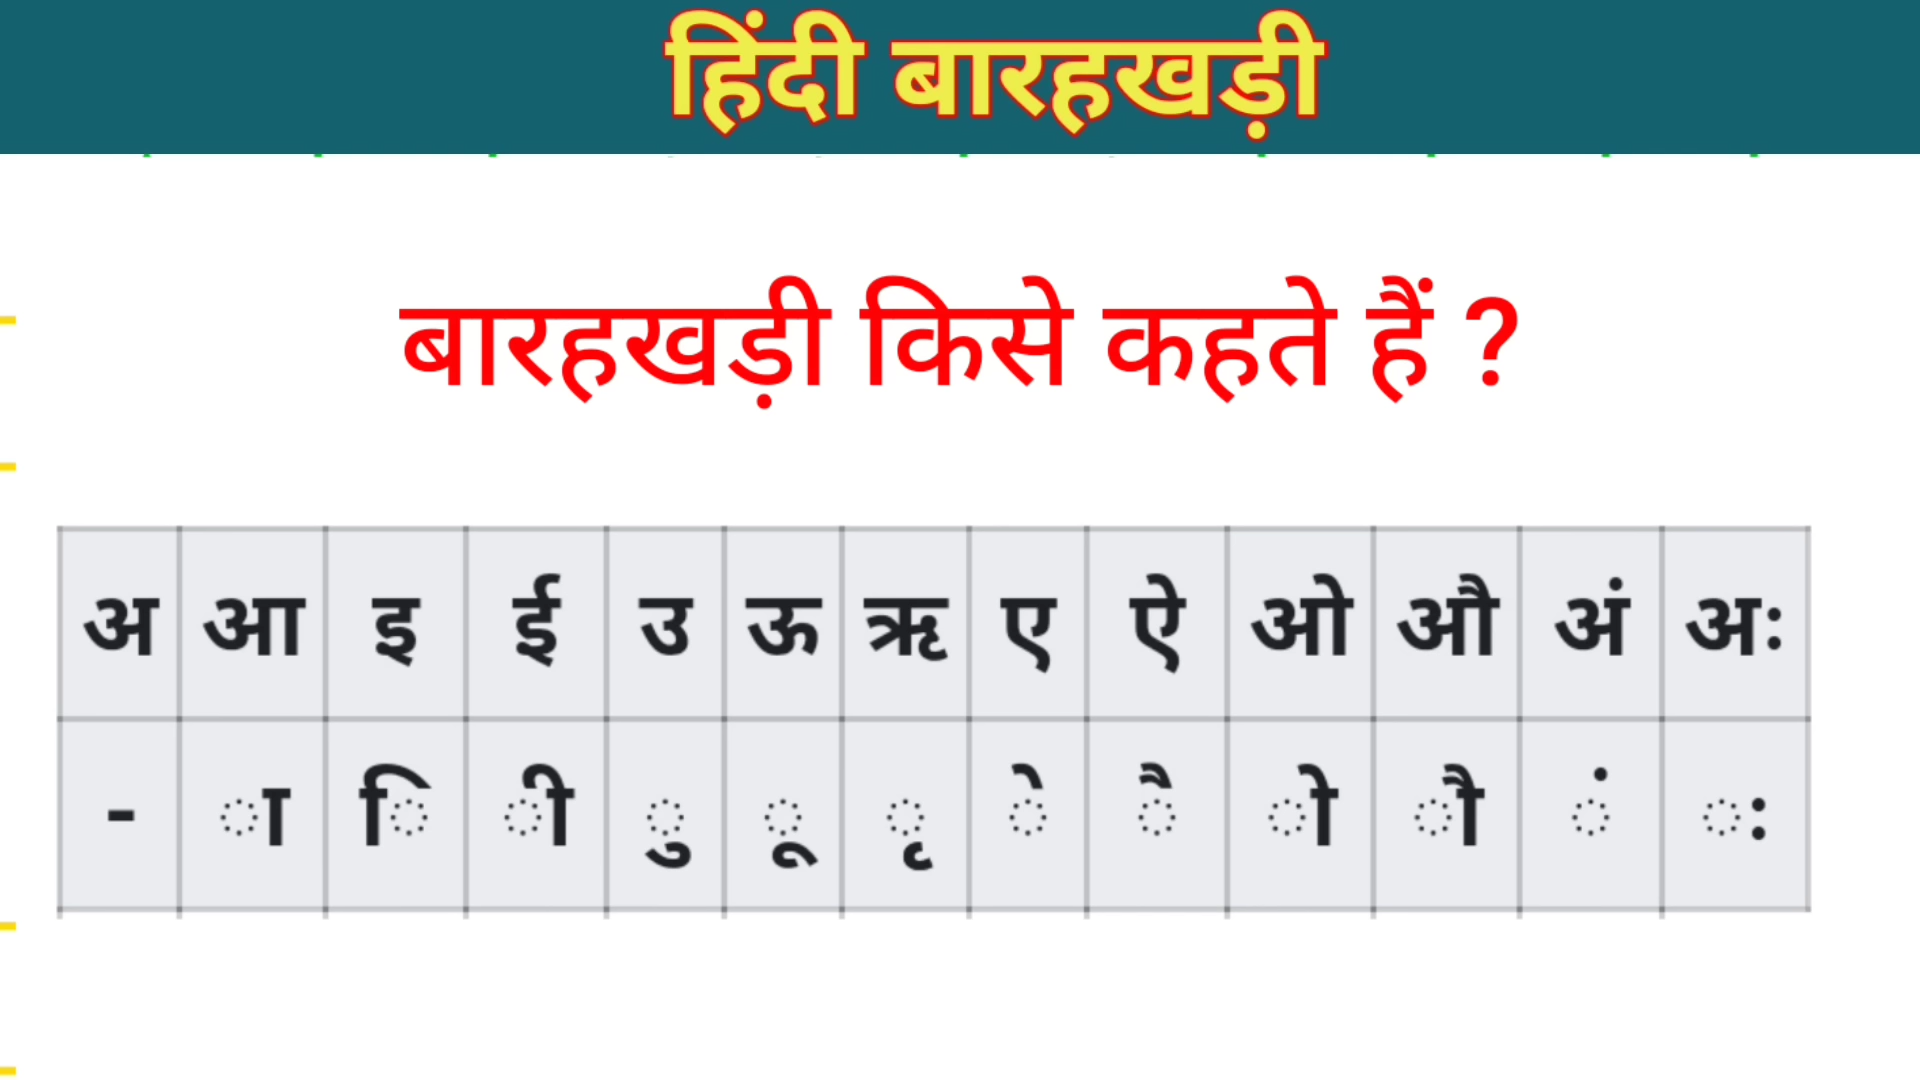 हिंदी बारहखड़ी
बारहखड़ी किसे कहते हैं ?
अ आ इ ई उ ऊ ऋ ए ऐ ओ औ अं अः
- ा ि ी ु ू ृ े ै ो ौ ं ः